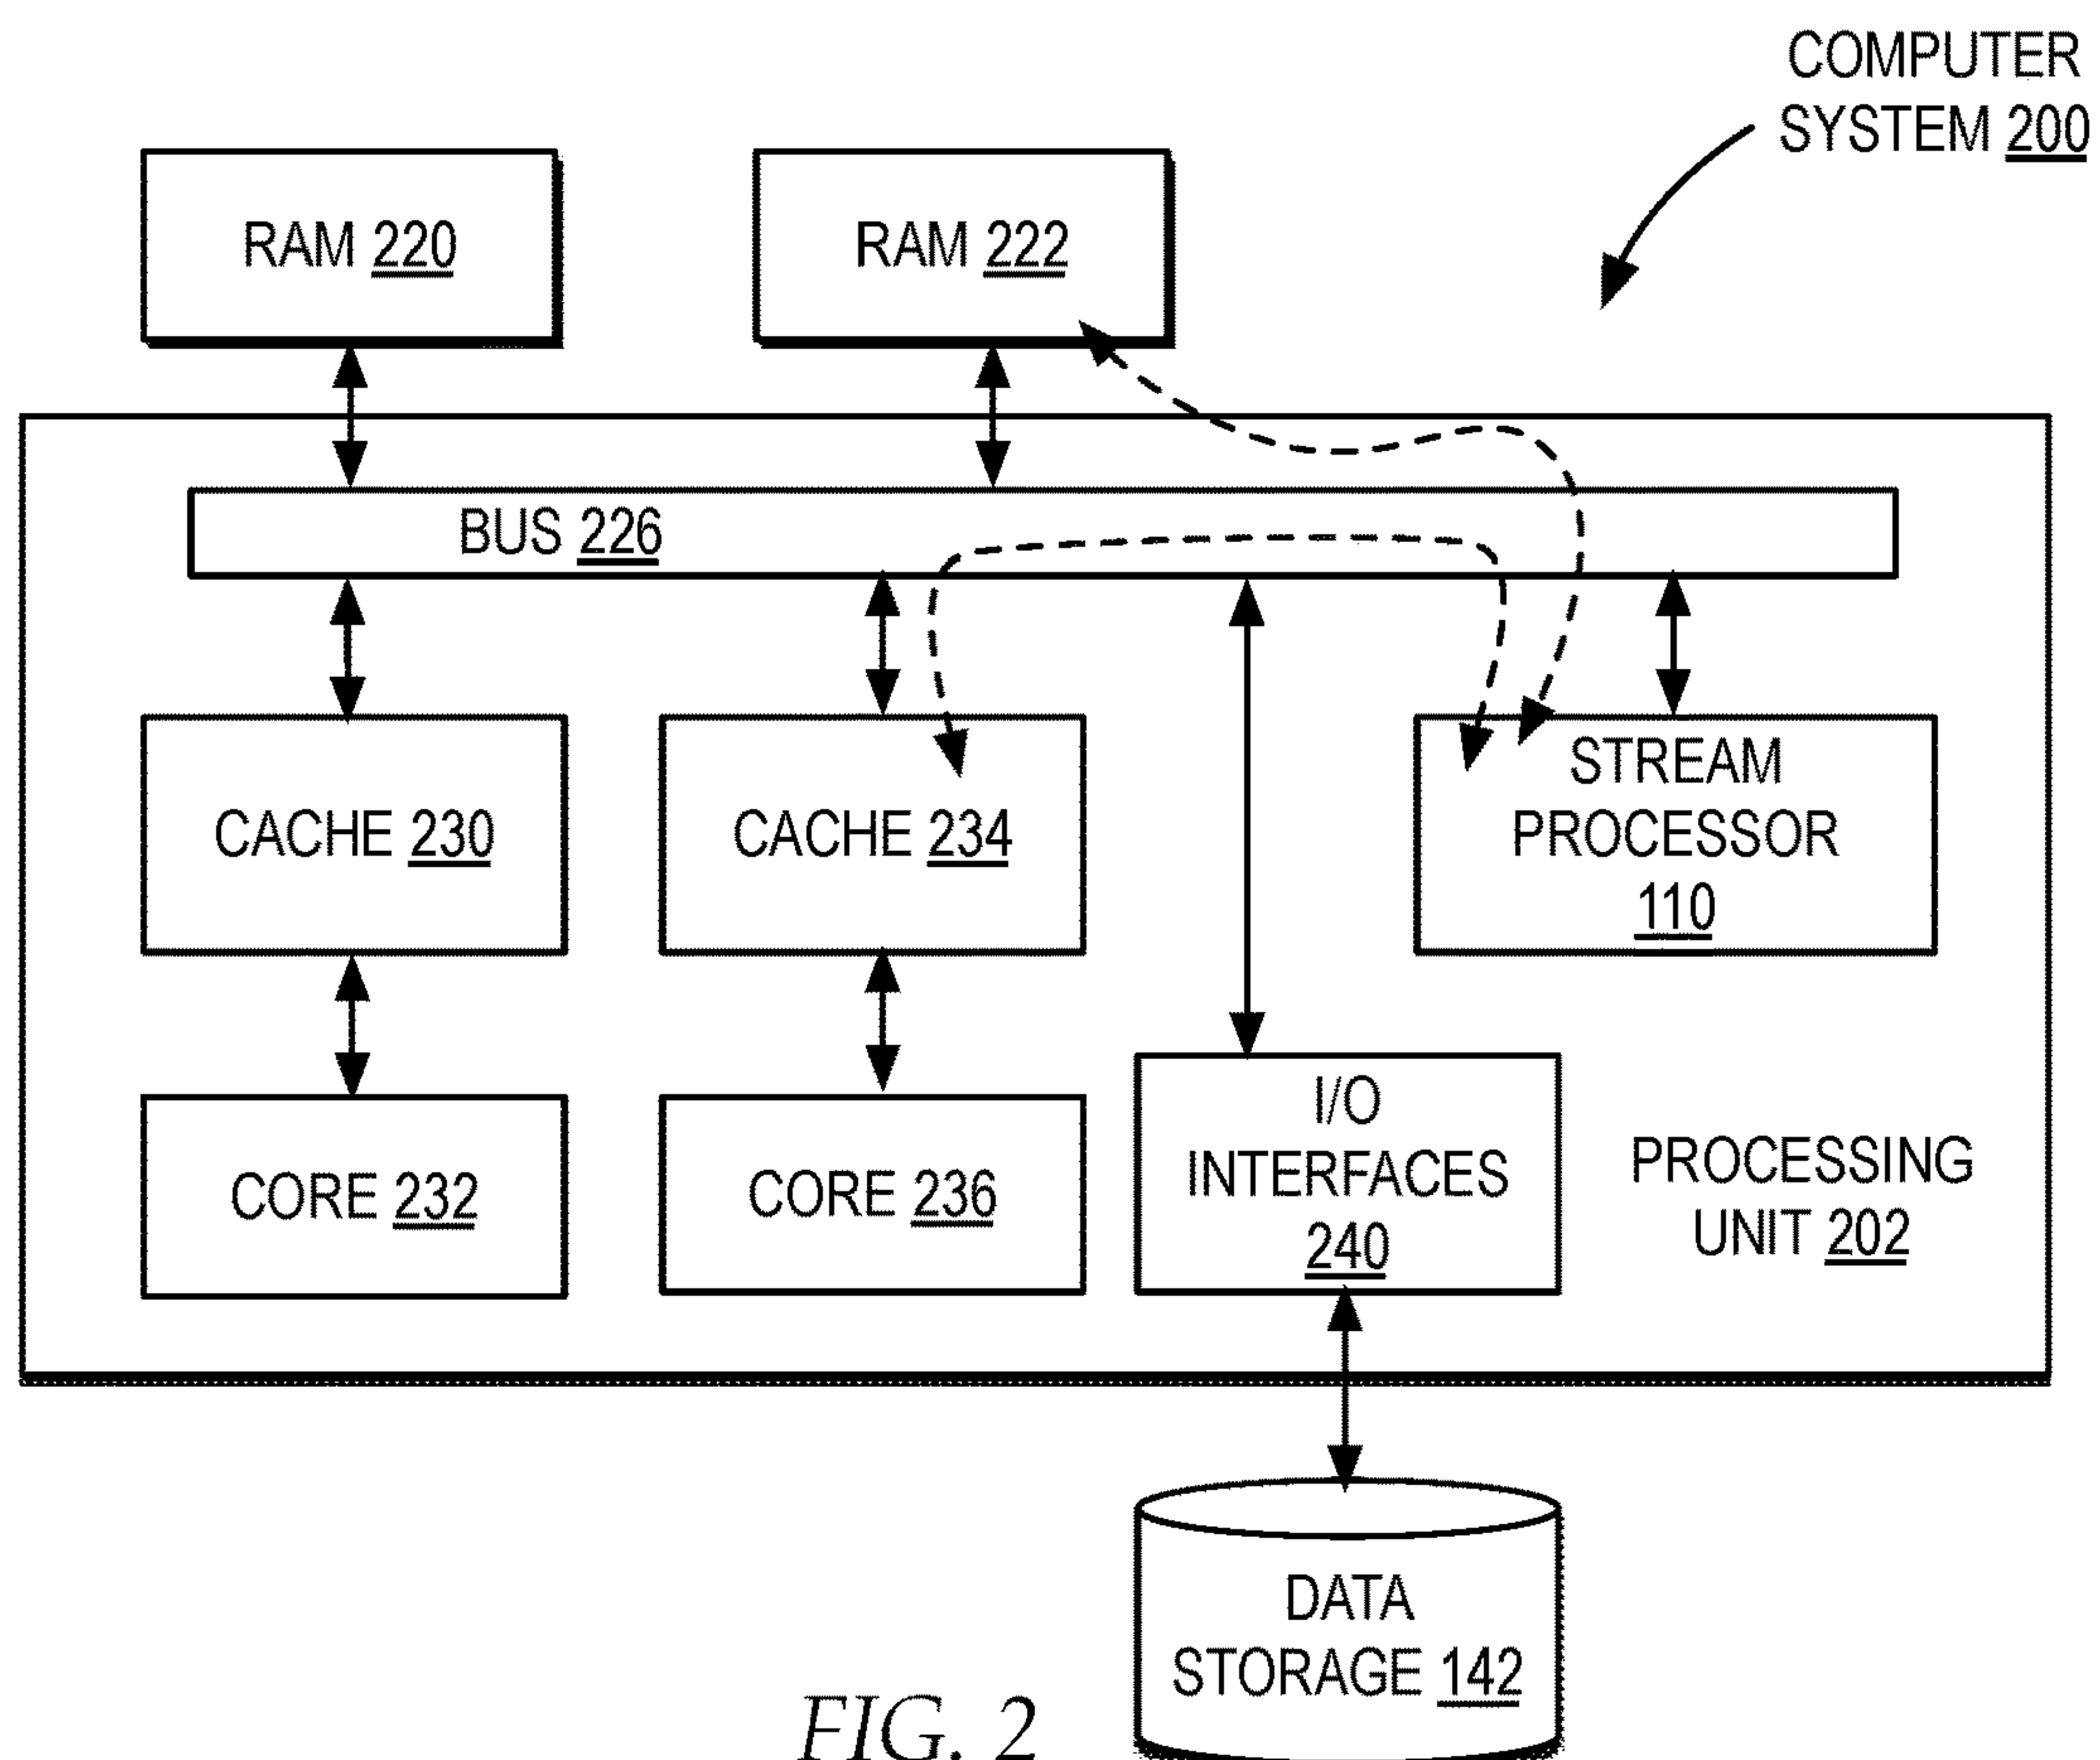 COMPUTER
SYSTEM 200
RAM 220
RAM 222
BUS 226
CACHE 230
CACHE 234
STREAM
PROCESSOR
110
CORE 232
CORE 236
I/O
INTERFACES
240
PROCESSING
UNIT 202
DATA
STORAGE 142
FIG. 2